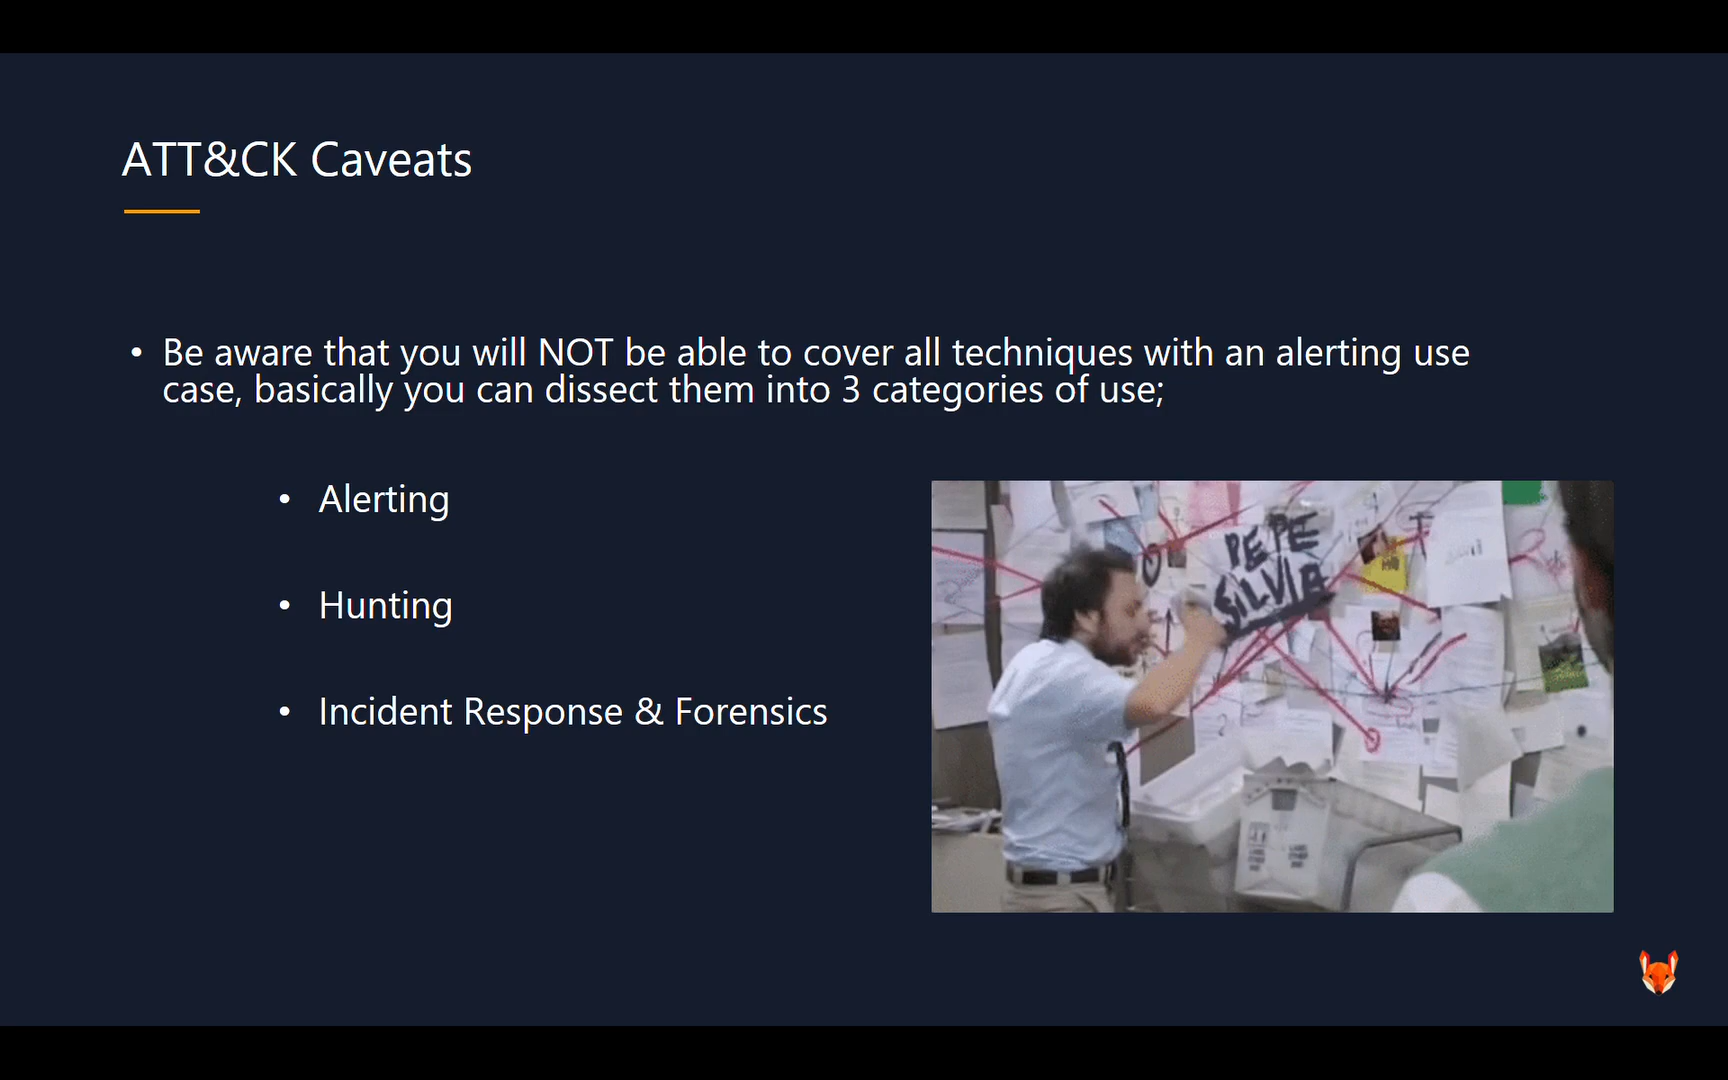 ATT&CK Caveats
• Be aware that you will NOT be able to cover all techniques with an alerting use
case, basically you can dissect them into 3 categories of use;
• Alerting
• Hunting
• Incident Response & Forensics
PEPE
SILVIA